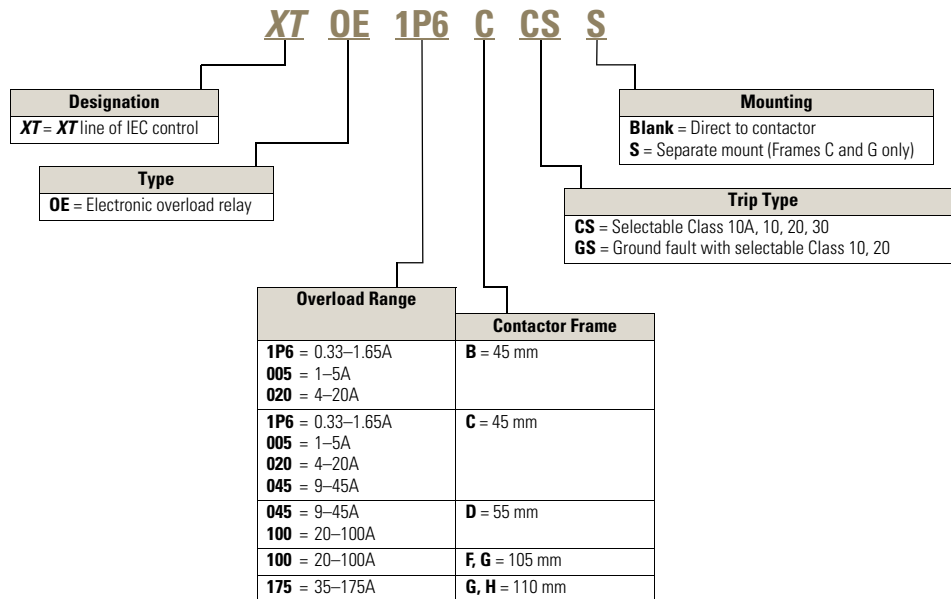 XT OE 1P6 C CS S
Designation
XT = XT line of IEC control
Type
OE = Electronic overload relay
Mounting
Blank = Direct to contactor
S = Separate mount (Frames C and G only)
Trip Type
CS = Selectable Class 10A, 10, 20, 30
GS = Ground fault with selectable Class 10, 20
Overload Range
Contactor Frame
1P6 = 0.33–1.65A
005 = 1–5A
020 = 4–20A
B = 45 mm
1P6 = 0.33–1.65A
005 = 1–5A
020 = 4–20A
045 = 9–45A
C = 45 mm
045 = 9–45A
100 = 20–100A
D = 55 mm
100 = 20–100A
F, G = 105 mm
175 = 35–175A
G, H = 110 mm